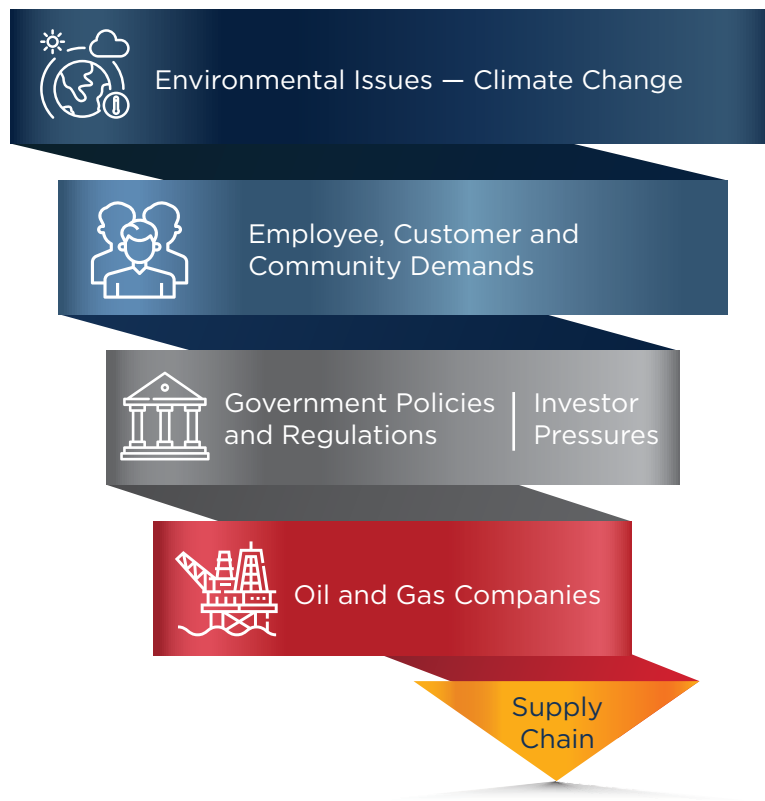 Environmental Issues — Climate Change
Employee, Customer and
Community Demands
Government Policies
and Regulations
Investor
Pressures
Oil and Gas Companies
Supply
Chain